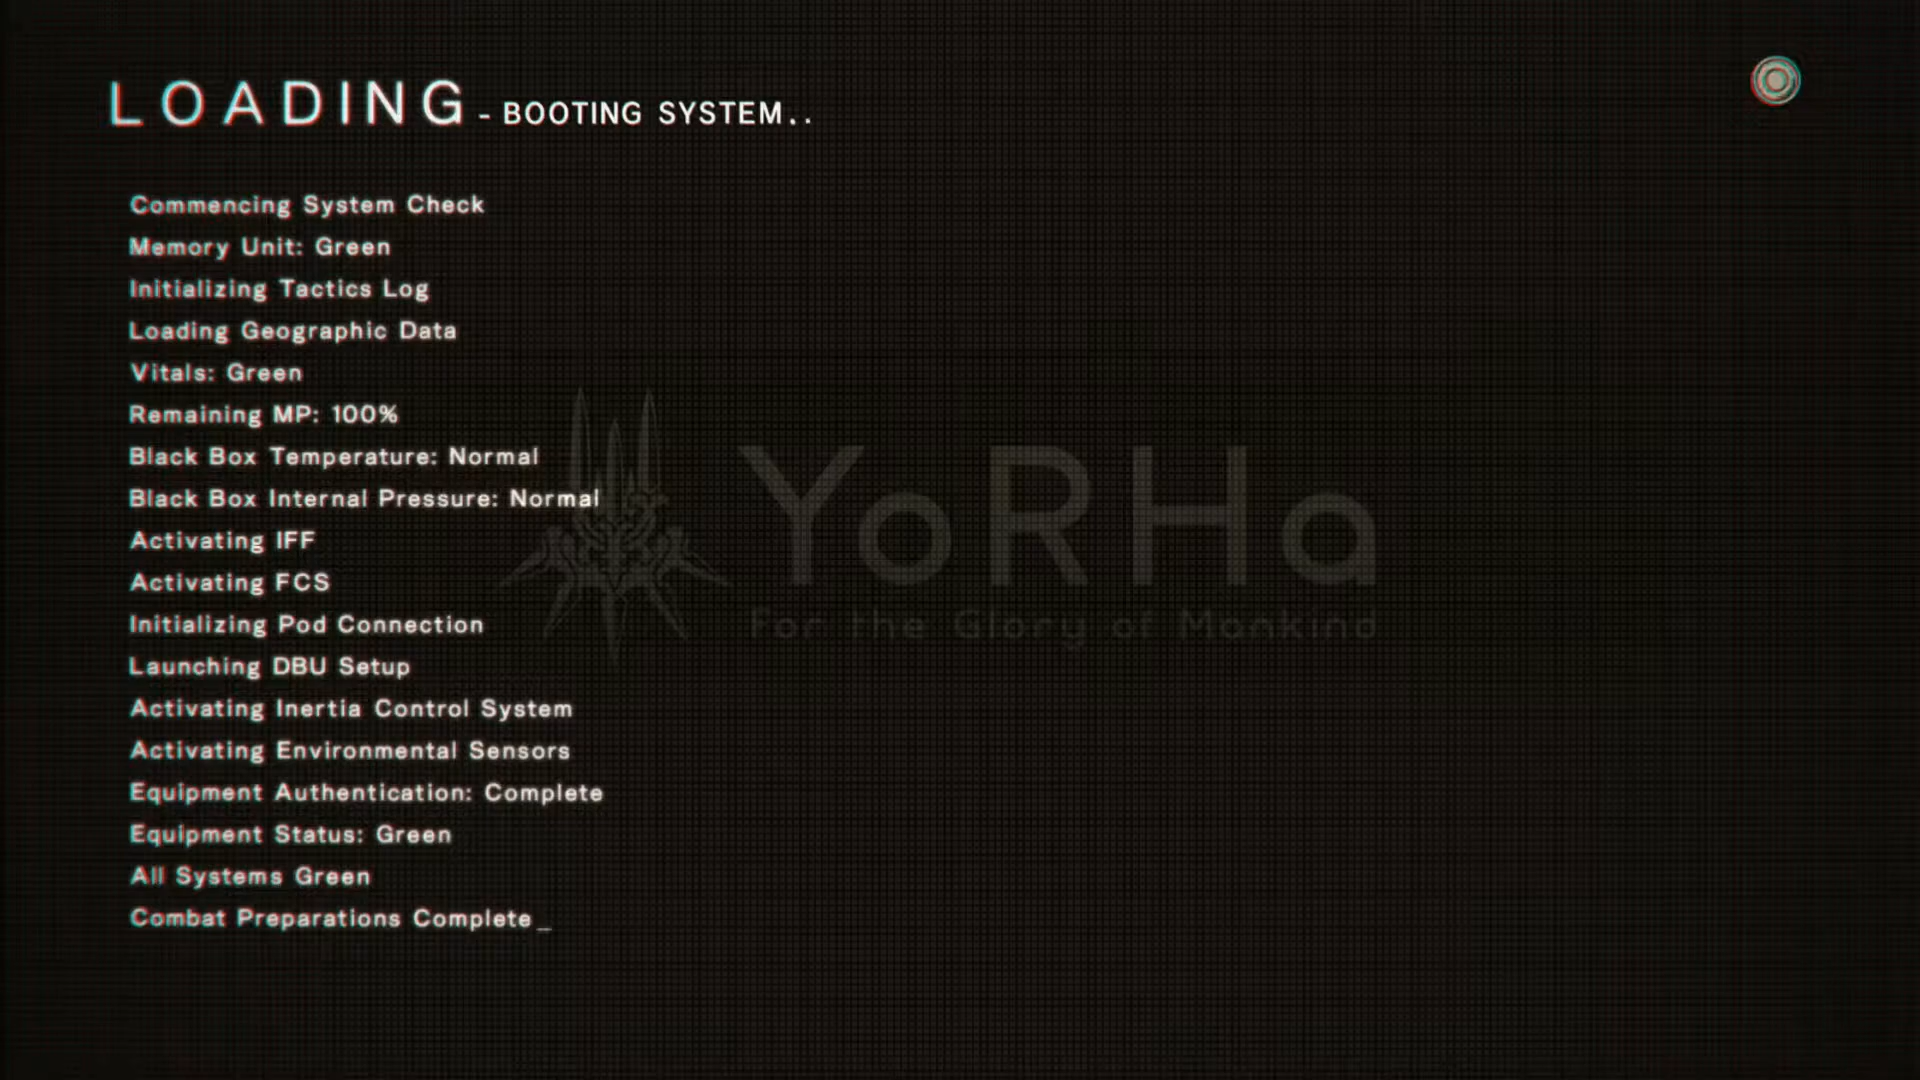 LOADING - BOOTING SYSTEM..
Commencing System Check
Memory Unit: Green
Initializing Tactics Log
Loading Geographic Data
Vitals: Green
Remaining MP: 100%
Black Box Temperature: Normal
Black Box Internal Pressure: Normal
Activating IFF
Activating FCS
Initializing Pod Connection
Launching DBU Setup
Activating Inertia Control System
Activating Environmental Sensors
Equipment Authentication: Complete
Equipment Status: Green
All Systems Green
Combat Preparations Complete_
YoRHa
For the Glory of Mankind